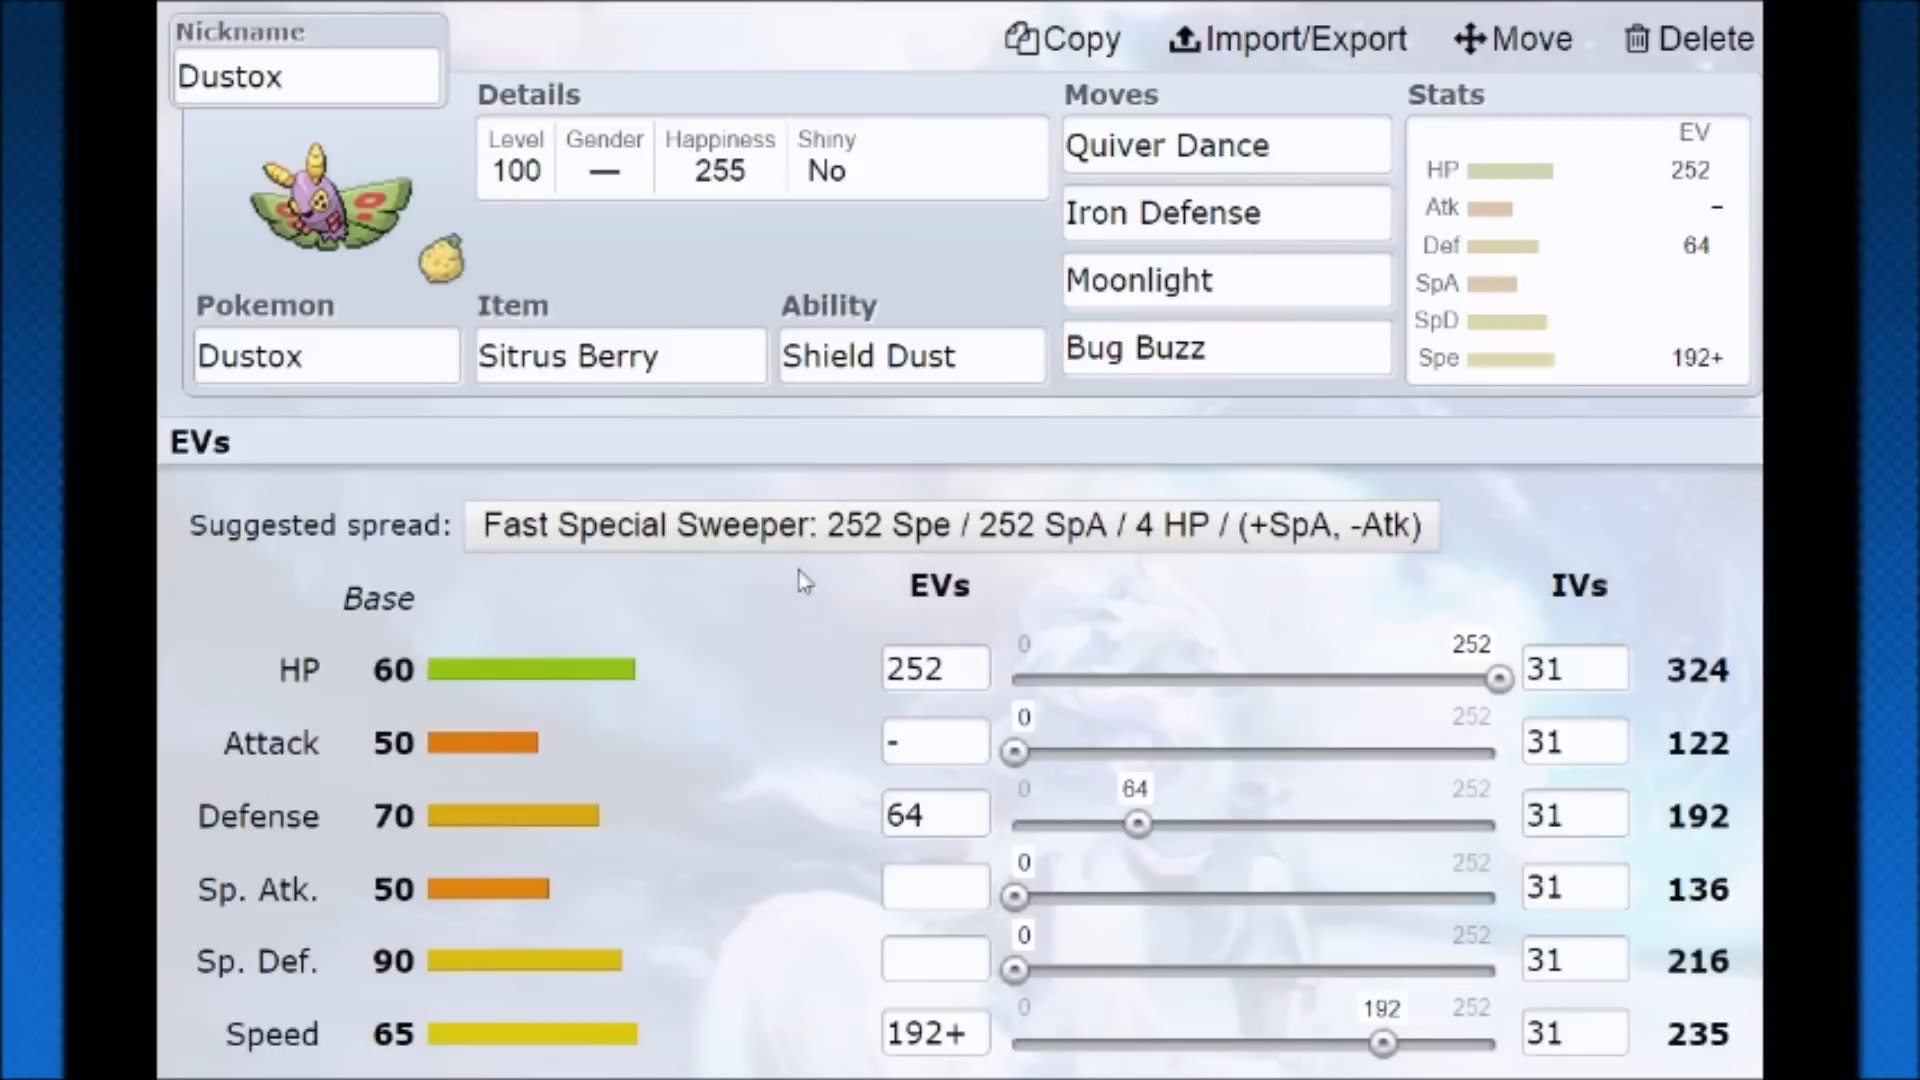 Nickname
Dustox
Copy Import/Export Move Delete
Details
Level Gender Happiness Shiny
100 — 255 No
Pokemon Item Ability
Dustox Sitrus Berry Shield Dust
Moves
Quiver Dance
Iron Defense
Moonlight
Bug Buzz
Stats
EV
HP 252
Atk -
Def 64
SpA
SpD
Spe 192+
EVs
Suggested spread: Fast Special Sweeper: 252 Spe / 252 SpA / 4 HP / (+SpA, -Atk)
Base EVs IVs
HP 60 252 0 252 31 324
Attack 50 - 0 252 31 122
Defense 70 64 0 64 252 31 192
Sp. Atk. 50 0 252 31 136
Sp. Def. 90 0 252 31 216
Speed 65 192+ 0 192 252 31 235